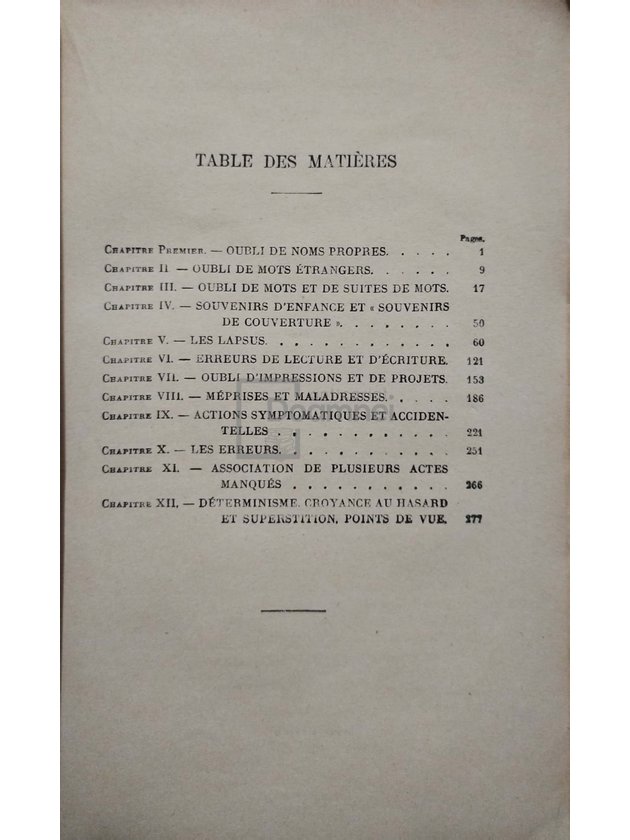 TABLE DES MATIÈRES
Pages.
CHAPITRE PREMIER. — OUBLI DE NOMS PROPRES. . . . . 1
CHAPITRE II — OUBLI DE MOTS ÉTRANGERS. . . . . . 9
CHAPITRE III. — OUBLI DE MOTS ET DE SUITES DE MOTS. 17
CHAPITRE IV. — SOUVENIRS D'ENFANCE ET « SOUVENIRS
DE COUVERTURE ». . . . . . . . 50
CHAPITRE V. — LES LAPSUS. . . . . . . . . . . . 60
CHAPITRE VI. — ERREURS DE LECTURE ET D'ÉCRITURE. 121
CHAPITRE VII. — OUBLI D'IMPRESSIONS ET DE PROJETS. 153
CHAPITRE VIII. — MÉPRISES ET MALADRESSES. . . . . 186
CHAPITRE IX. — ACTIONS SYMPTOMATIQUES ET ACCIDEN-
TELLES . . . . . . . . . . . . 221
CHAPITRE X. — LES ERREURS. . . . . . . . . . . 251
CHAPITRE XI. — ASSOCIATION DE PLUSIEURS ACTES
MANQUÉS . . . . . . . . . . . 266
CHAPITRE XII. — DÉTERMINISME. CROYANCE AU HASARD
ET SUPERSTITION, POINTS DE VUE. 277